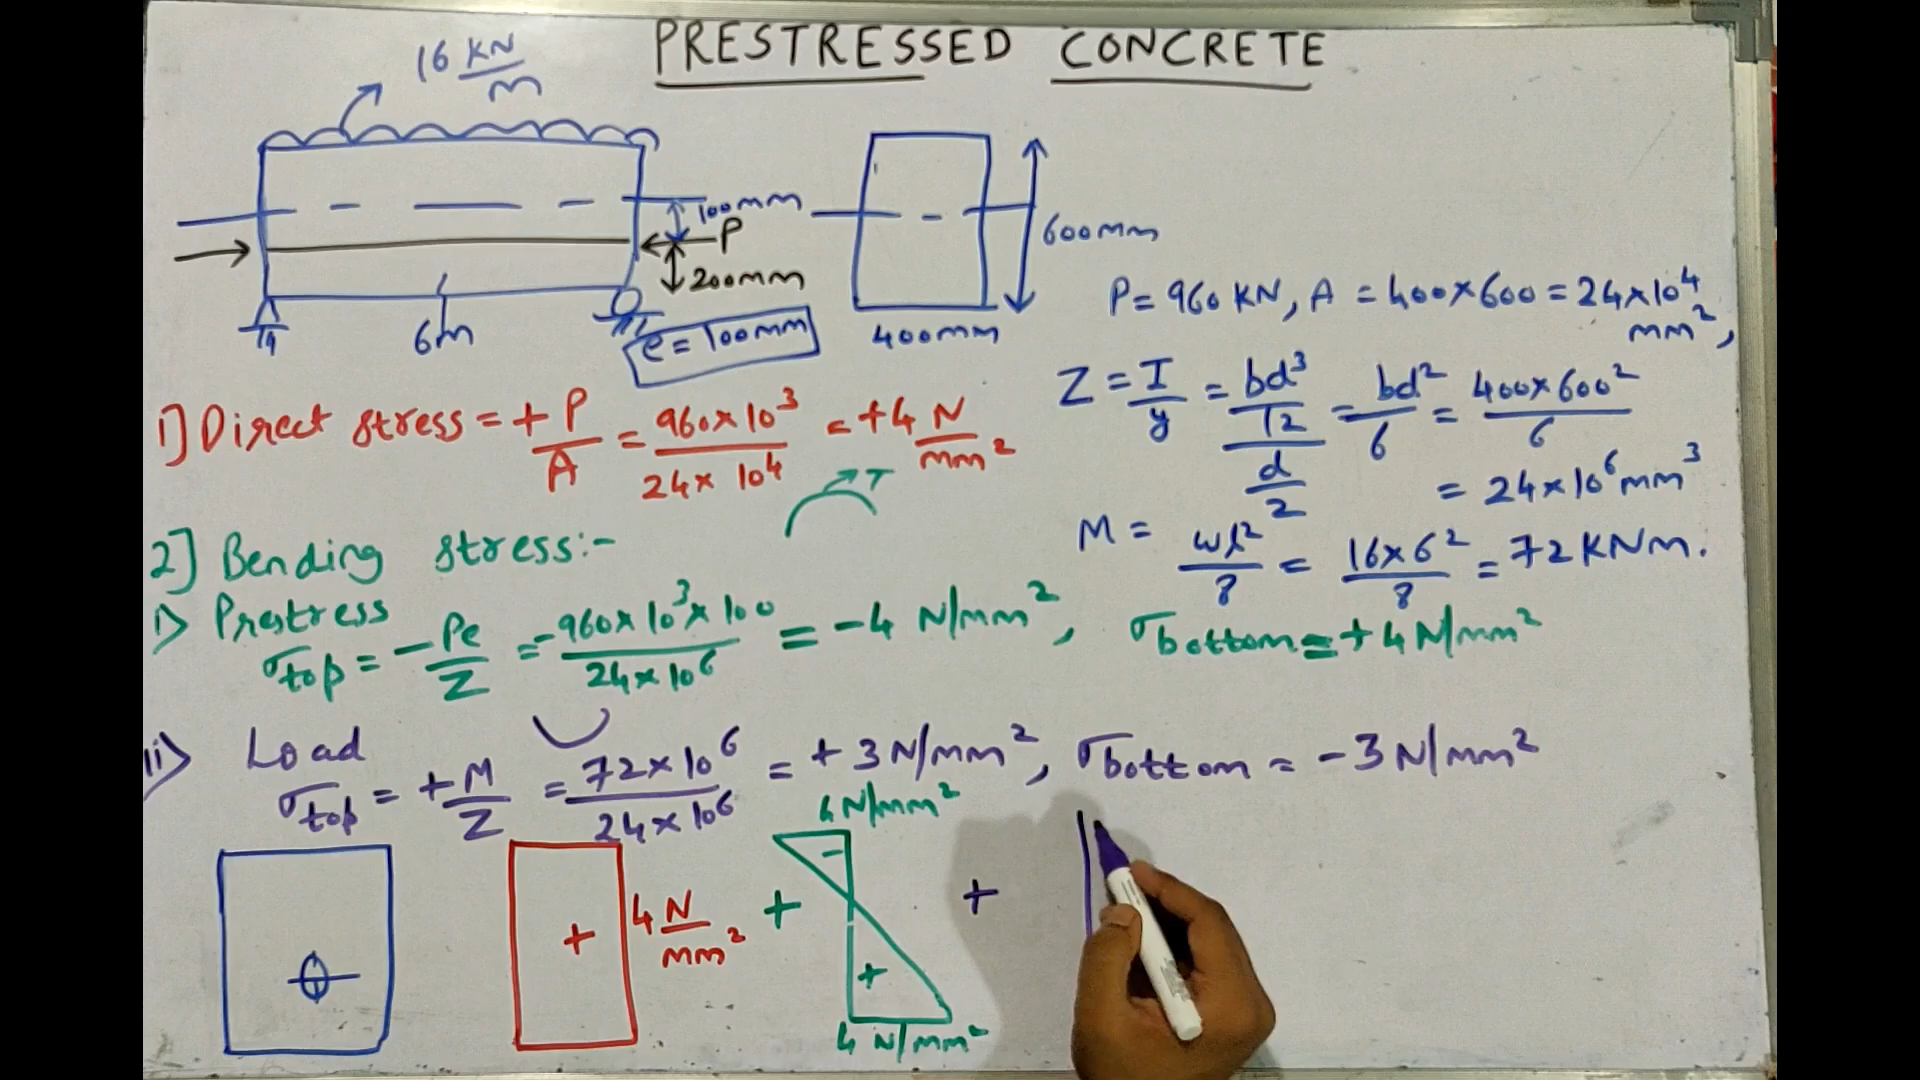 PRESTRESSED CONCRETE
16 KN/m
100mm
P
200mm
6m
e = 100mm
600mm
400mm
P = 960 KN, A = 400×600 = 24×10⁴ mm²,
Z = I/y = (bd³/12)/(d/2) = bd²/6 = 400×600²/6
= 24×10⁶ mm³
M = wl²/8 = 16×6²/8 = 72 KNm.
1] Direct stress = + P/A = 960×10³/24×10⁴ = +4 N/mm²
T
2] Bending stress:-
i> Prestress
σtop = - Pe/Z = -960×10³×100/24×10⁶ = -4 N/mm², σbottom = +4 N/mm²
ii> Load
σtop = + M/Z = 72×10⁶/24×10⁶ = +3 N/mm², σbottom = -3 N/mm²
4 N/mm²
+ 4 N/mm² + - + +
4 N/mm²